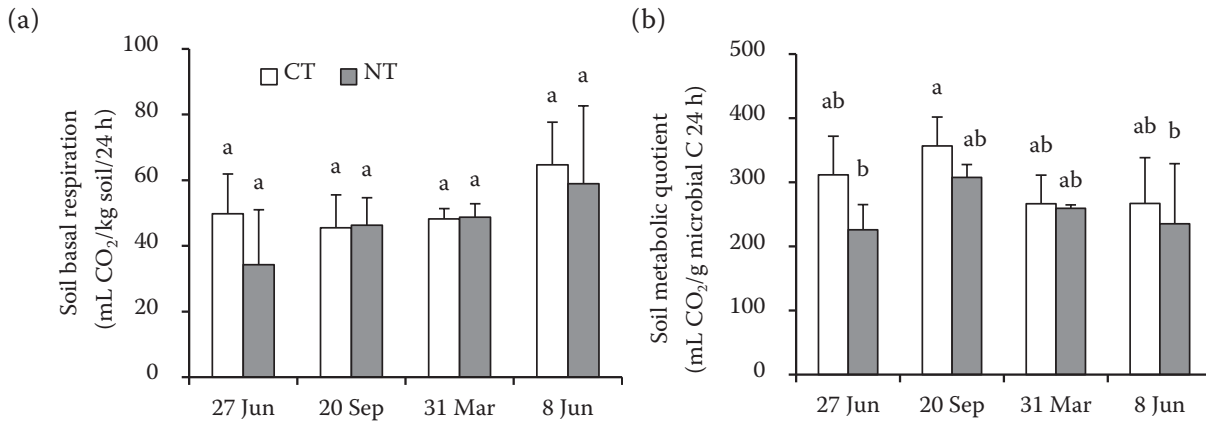 (a)
Soil basal respiration
(mL CO₂/kg soil/24 h)
100
80
60
40
20
0
CT NT
a a a a a a a a
27 Jun 20 Sep 31 Mar 8 Jun
(b)
Soil metabolic quotient
(mL CO₂/g microbial C 24 h)
500
400
300
200
100
0
ab b a ab ab ab ab b
27 Jun 20 Sep 31 Mar 8 Jun